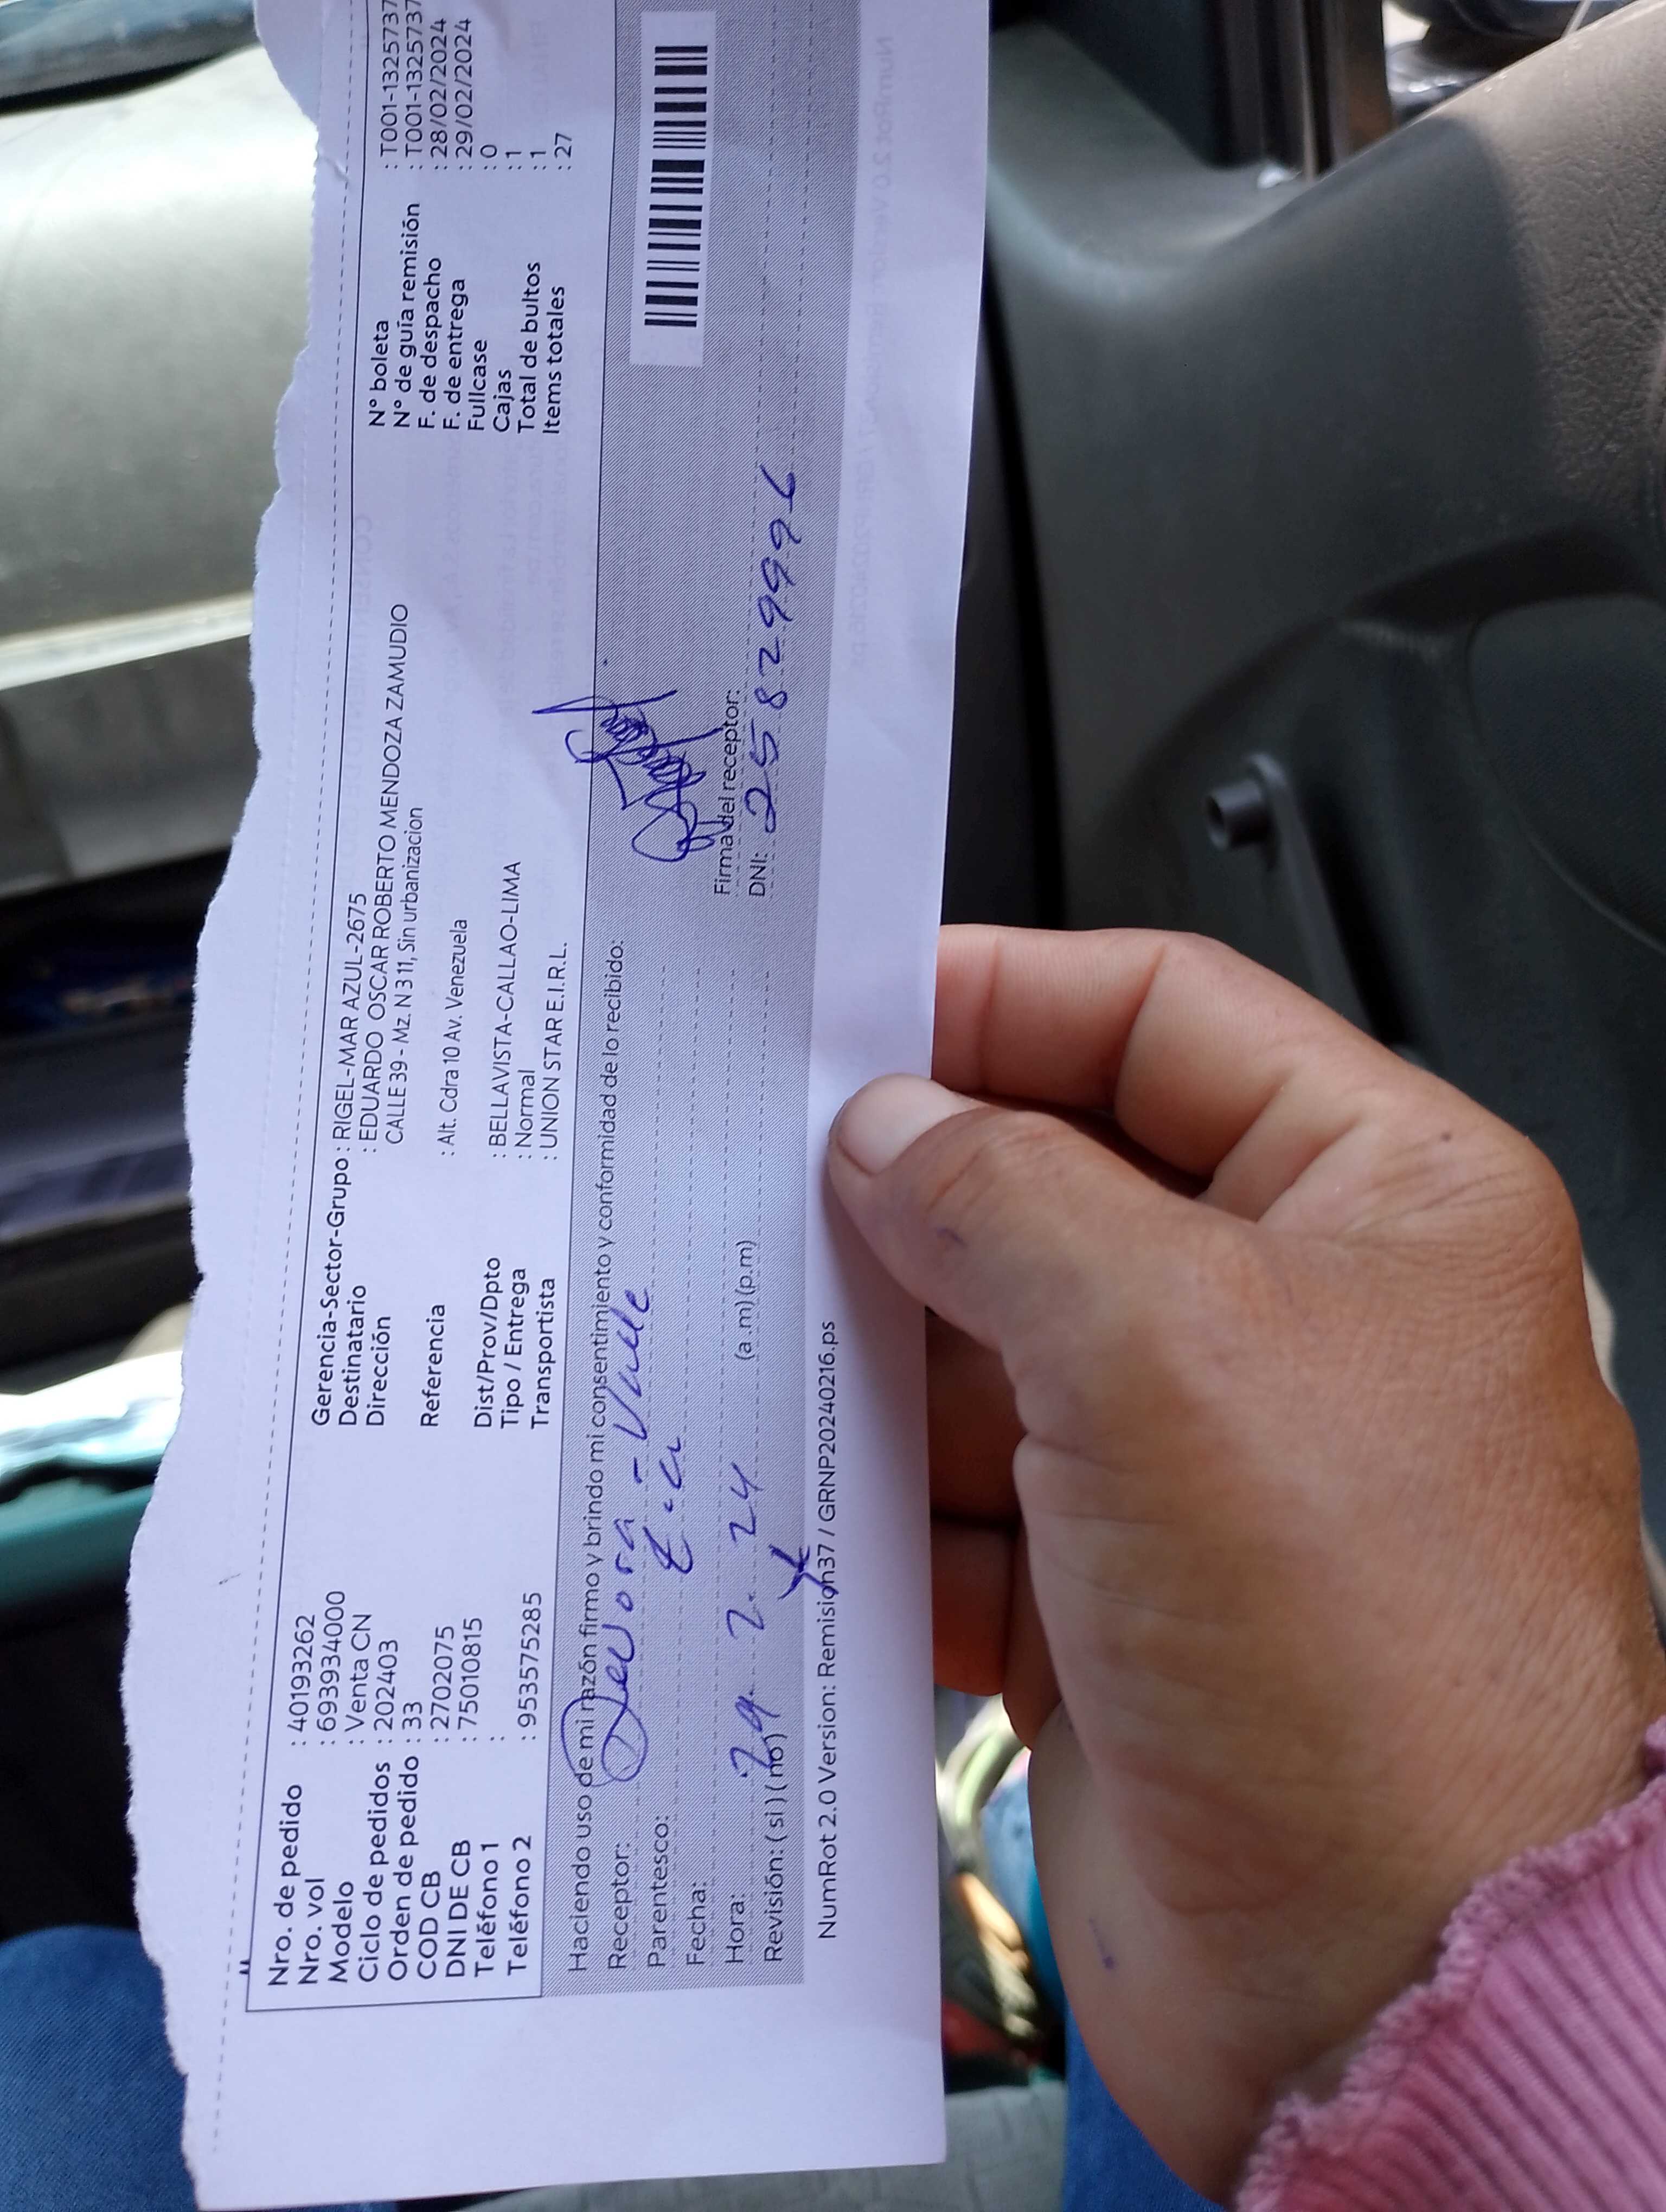 Nro. de pedido : 40193262
Nro. vol : 693934000
Modelo : Venta CN
Ciclo de pedidos : 202403
Orden de pedido : 33
COD CB : 2702075
DNI DE CB : 75010815
Teléfono 1 :
Teléfono 2 : 953575285
Gerencia-Sector-Grupo : RIGEL-MAR AZUL-2675
Destinatario : EDUARDO OSCAR ROBERTO MENDOZA ZAMUDIO
Dirección CALLE 39 - Mz. N3 11, Sin urbanizacion
Referencia : Alt. Cdra 10 Av. Venezuela
Dist/Prov/Dpto : BELLAVISTA-CALLAO-LIMA
Tipo / Entrega : Normal
Transportista : UNION STAR E.I.R.L.
N° boleta : T001-1325737
N° de guía remisión : T001-1325737
F. de despacho : 28/02/2024
F. de entrega : 29/02/2024
Fullcase : 0
Cajas : 1
Total de bultos : 1
Items totales : 27
Haciendo uso de mi razón firmo y brindo mi consentimiento y conformidad de lo recibido:
Receptor:
Parentesco:
Fecha:
Hora: 29. 2. 24 (a.m) (p.m)
Revisión: (si) (no)
Firma del receptor:
DNI: 25829996
NumRot 2.0 Version: Remision37 / GRNP20240216.ps